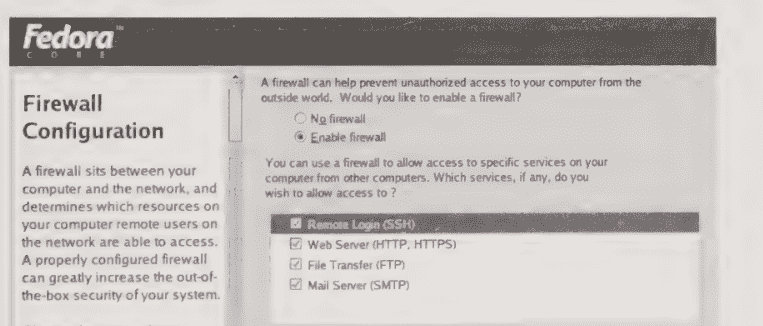 Fedora™
CORE
Firewall
Configuration
A firewall sits between your
computer and the network, and
determines which resources on
your computer remote users on
the network are able to access.
A properly configured firewall
can greatly increase the out-of-
the-box security of your system.
A firewall can help prevent unauthorized access to your computer from the
outside world. Would you like to enable a firewall?
No firewall
Enable firewall
You can use a firewall to allow access to specific services on your
computer from other computers. Which services, if any, do you
wish to allow access to ?
Remote Login (SSH)
Web Server (HTTP, HTTPS)
File Transfer (FTP)
Mail Server (SMTP)